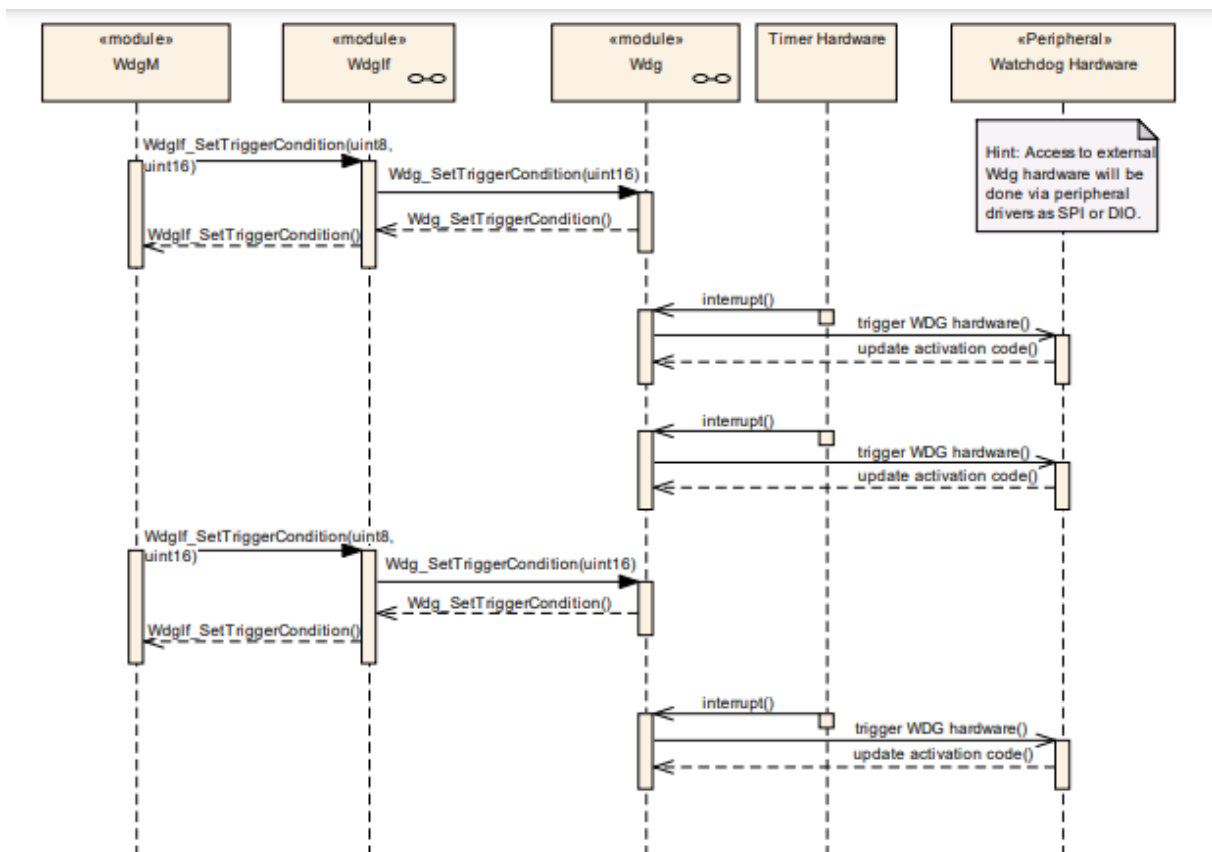 «module»
WdgM
«module»
WdgIf
«module»
Wdg
Timer Hardware
«Peripheral»
Watchdog Hardware
Hint: Access to external
Wdg hardware will be
done via peripheral
drivers as SPI or DIO.
WdgIf_SetTriggerCondition(uint8,
uint16)
Wdg_SetTriggerCondition(uint16)
Wdg_SetTriggerCondition()
WdgIf_SetTriggerCondition()
interrupt()
trigger WDG hardware()
update activation code()
interrupt()
trigger WDG hardware()
update activation code()
WdgIf_SetTriggerCondition(uint8,
uint16)
Wdg_SetTriggerCondition(uint16)
Wdg_SetTriggerCondition()
WdgIf_SetTriggerCondition()
interrupt()
trigger WDG hardware()
update activation code()